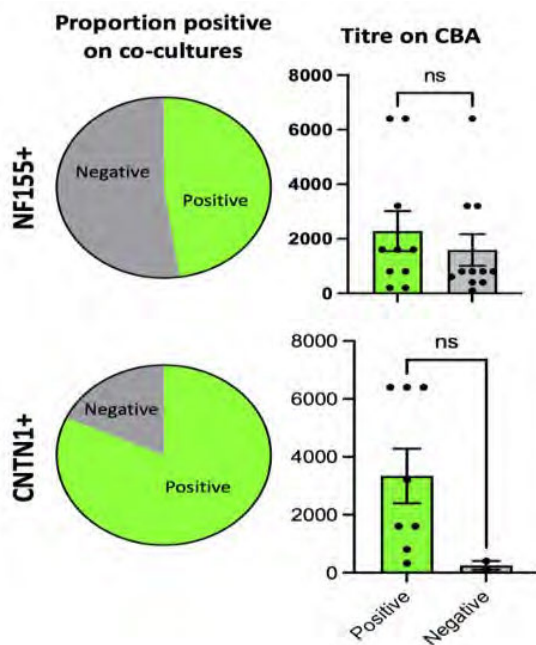 Proportion positive
on co-cultures
Titre on CBA
NF155+
Negative
Positive
8000
6000
4000
2000
0
ns
CNTN1+
Negative
Positive
8000
6000
4000
2000
0
ns
Positive
Negative